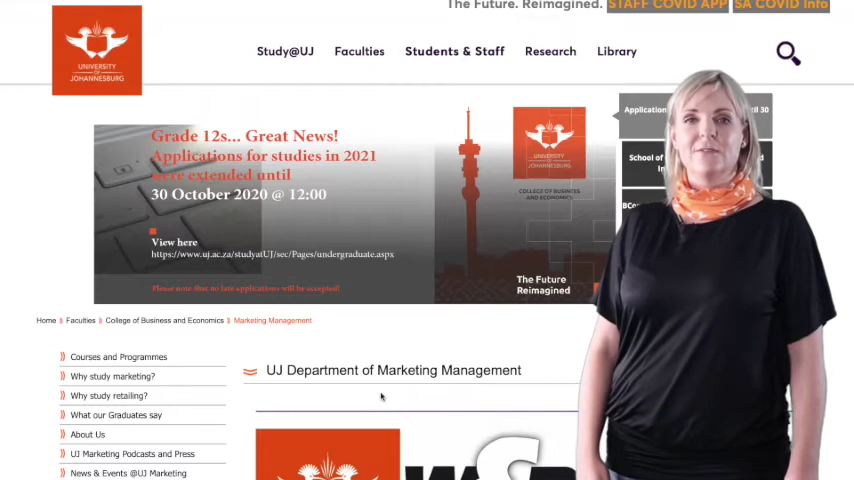 The Future. Reimagined. STAFF COVID APP SA COVID Info
UNIVERSITY
OF
JOHANNESBURG
Study@UJ Faculties Students & Staff Research Library
Grade 12s... Great News!
Applications for studies in 2021
were extended until
30 October 2020 @ 12:00
View here
https://www.uj.ac.za/studyatUJ/sec/Pages/undergraduate.aspx
Please note that no late applications will be accepted!
UNIVERSITY
OF
JOHANNESBURG
COLLEGE OF BUSINESS
AND ECONOMICS
The Future
Reimagined
Application
30
School of
BCom
Home Faculties College of Business and Economics Marketing Management
Courses and Programmes
Why study marketing?
Why study retailing?
What our Graduates say
About Us
UJ Marketing Podcasts and Press
News & Events @UJ Marketing
UJ Department of Marketing Management